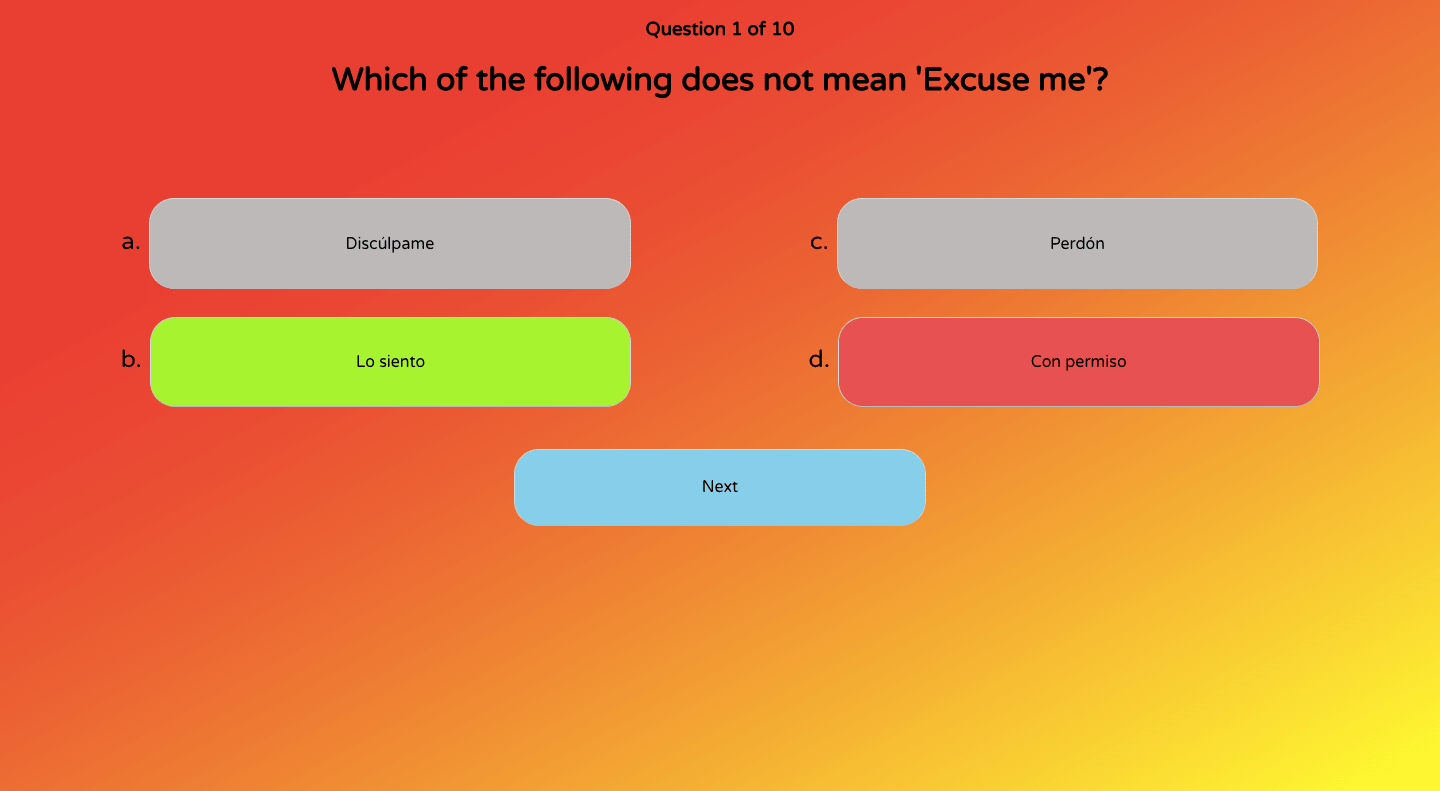 Question 1 of 10
Which of the following does not mean 'Excuse me'?
a. Discúlpame
b. Lo siento
c. Perdón
d. Con permiso
Next